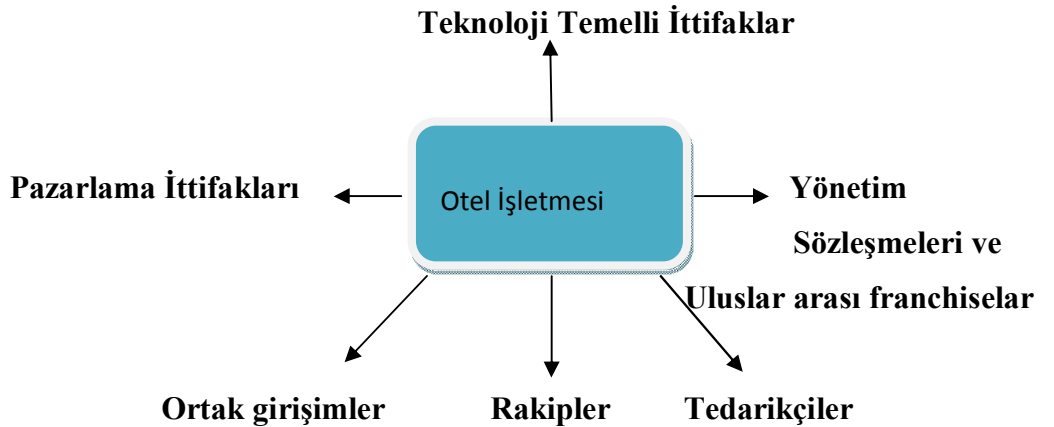 Teknoloji Temelli İttifaklar
Pazarlama İttifakları
Otel İşletmesi
Yönetim
Sözleşmeleri ve
Uluslar arası franchiselar
Ortak girişimler
Rakipler
Tedarikçiler